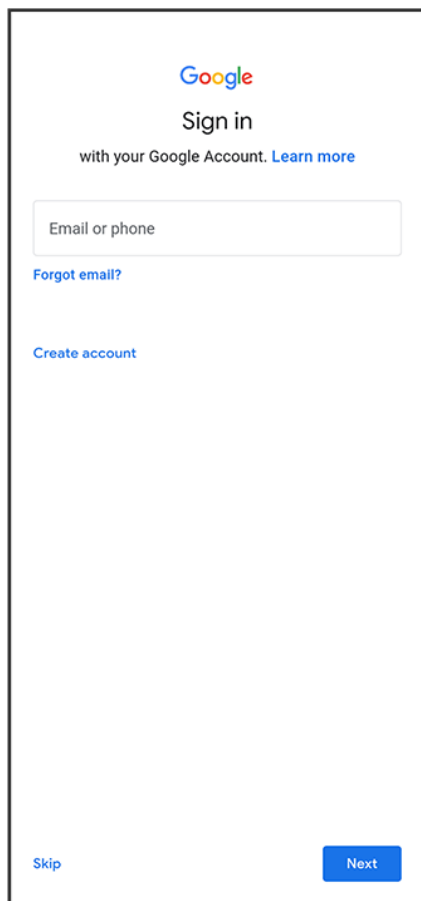 Google
Sign in
with your Google Account. Learn more
Email or phone
Forgot email?
Create account
Skip
Next